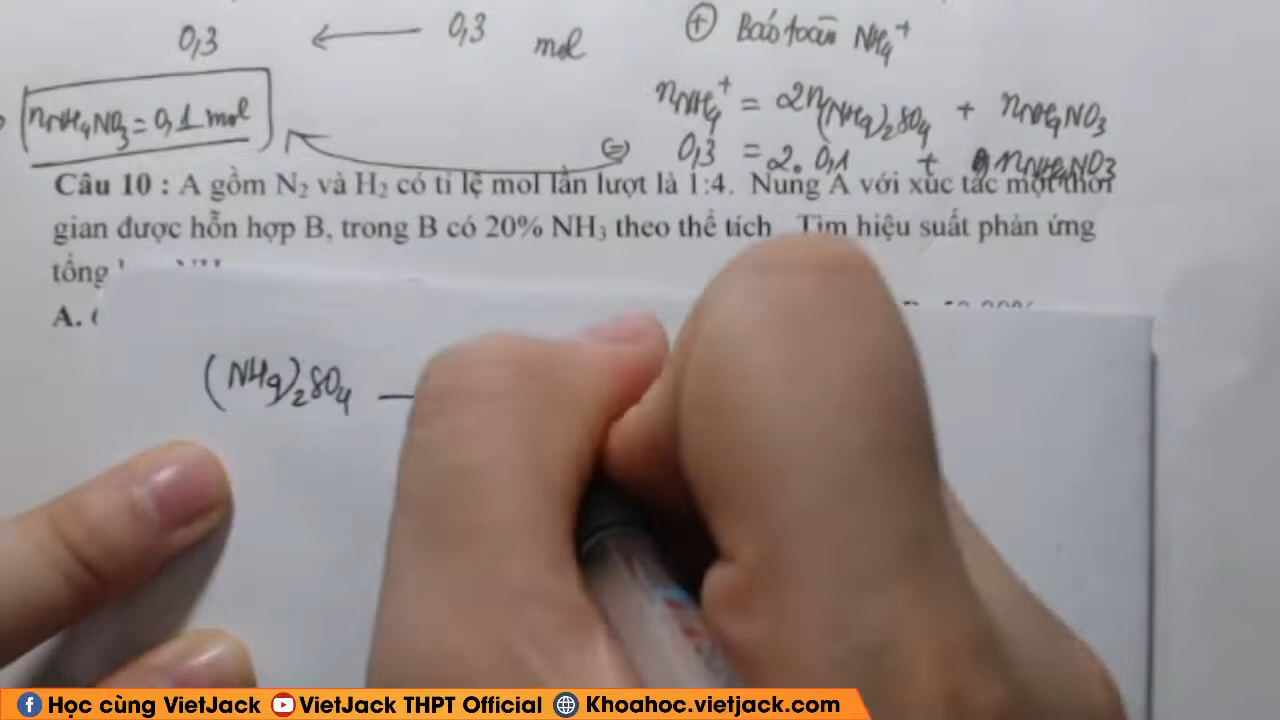 0,3 ← 0,3 mol
⊕ Bảo toàn NH₄⁺
nNH₄⁺ = 2n(NH₄)₂SO₄ + nNH₄NO₃
nNH₄NO₃ = 0,1 mol
(=) 0,3 = 2. 0,1 + nNH₄NO₃
Câu 10 : A gồm N₂ và H₂ có tỉ lệ mol lần lượt là 1:4. Nung A với xúc tác một thời
gian được hỗn hợp B, trong B có 20% NH₃ theo thể tích . Tìm hiệu suất phản ứng
tổng
A.
(NH₄)₂SO₄ —
Học cùng VietJack VietJack THPT Official Khoahoc.vietjack.com